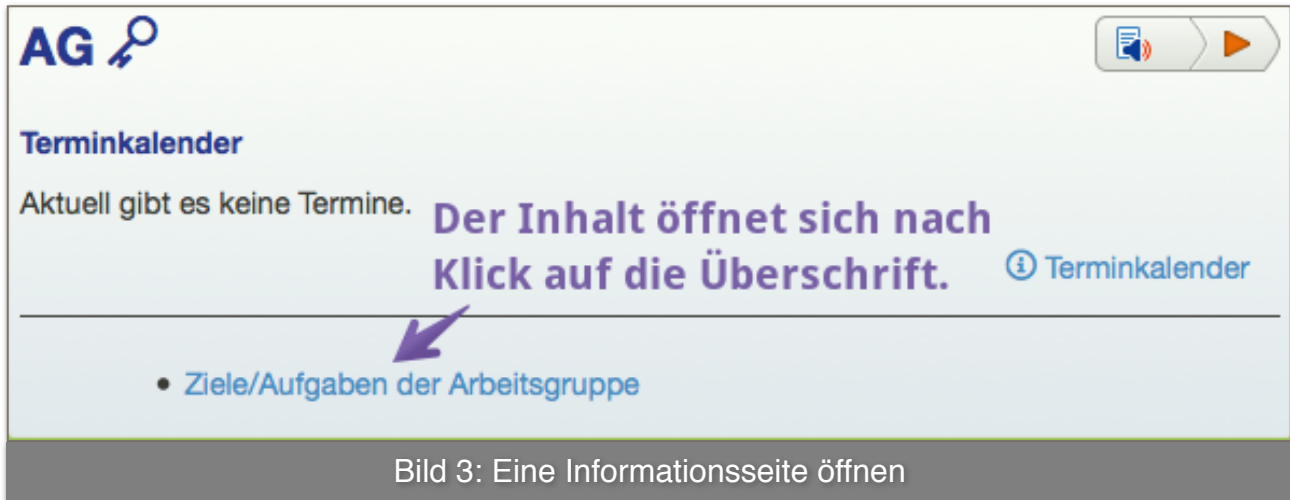 AG
Terminkalender
Aktuell gibt es keine Termine.
Der Inhalt öffnet sich nach
Klick auf die Überschrift.
Terminkalender
• Ziele/Aufgaben der Arbeitsgruppe
Bild 3: Eine Informationsseite öffnen